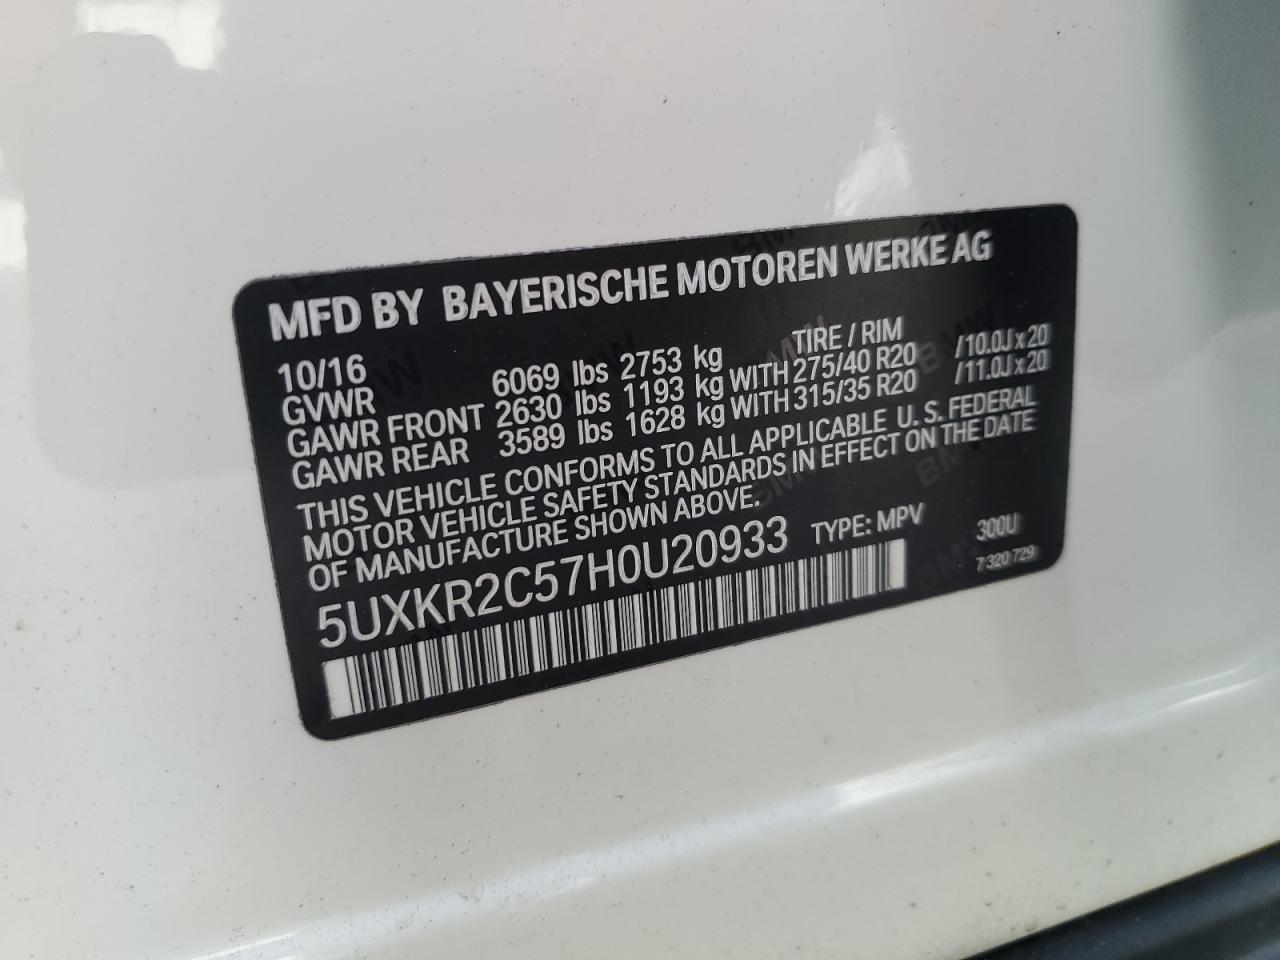 MFD BY BAYERISCHE MOTOREN WERKE AG
10/16 TIRE / RIM
GVWR 6069 lbs 2753 kg
GAWR FRONT 2630 lbs 1193 kg WITH 275/40 R20 /10.0J x 20
GAWR REAR 3589 lbs 1628 kg WITH 315/35 R20 /11.0J x 20
THIS VEHICLE CONFORMS TO ALL APPLICABLE U.S. FEDERAL
MOTOR VEHICLE SAFETY STANDARDS IN EFFECT ON THE DATE
OF MANUFACTURE SHOWN ABOVE.
5UXKR2C57H0U20933 TYPE: MPV 300U
7 320 729